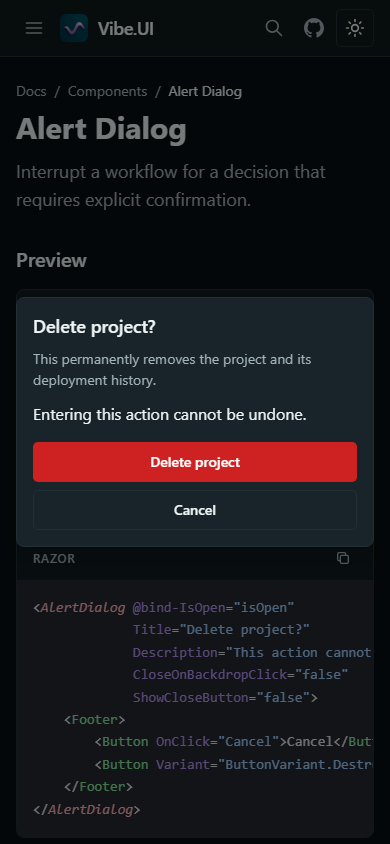 Vibe.UI
Docs / Components / Alert Dialog
Alert Dialog
Interrupt a workflow for a decision that
requires explicit confirmation.
Preview
Delete project?
This permanently removes the project and its
deployment history.
Entering this action cannot be undone.
Delete project
Cancel
RAZOR
<AlertDialog @bind-IsOpen="isOpen"
Title="Delete project?"
Description="This action cannot
CloseOnBackdropClick="false"
ShowCloseButton="false">
<Footer>
<Button OnClick="Cancel">Cancel</But
<Button Variant="ButtonVariant.Destr
</Footer>
</AlertDialog>